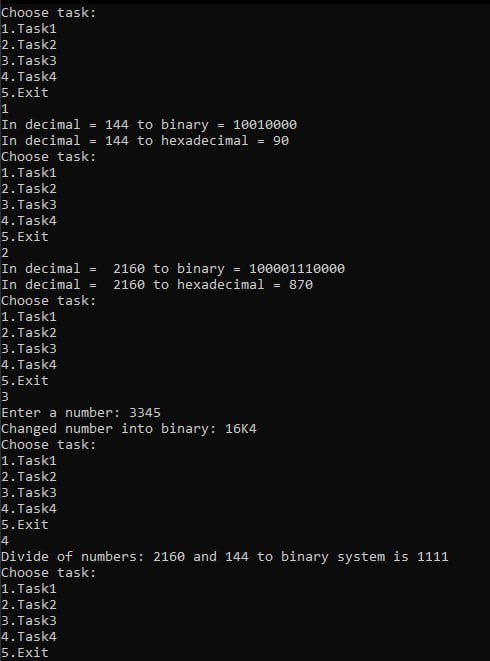 Choose task:
1.Task1
2.Task2
3.Task3
4.Task4
5.Exit
1
In decimal = 144 to binary = 10010000
In decimal = 144 to hexadecimal = 90
Choose task:
1.Task1
2.Task2
3.Task3
4.Task4
5.Exit
2
In decimal =  2160 to binary = 100001110000
In decimal =  2160 to hexadecimal = 870
Choose task:
1.Task1
2.Task2
3.Task3
4.Task4
5.Exit
3
Enter a number: 3345
Changed number into binary: 16K4
Choose task:
1.Task1
2.Task2
3.Task3
4.Task4
5.Exit
4
Divide of numbers: 2160 and 144 to binary system is 1111
Choose task:
1.Task1
2.Task2
3.Task3
4.Task4
5.Exit